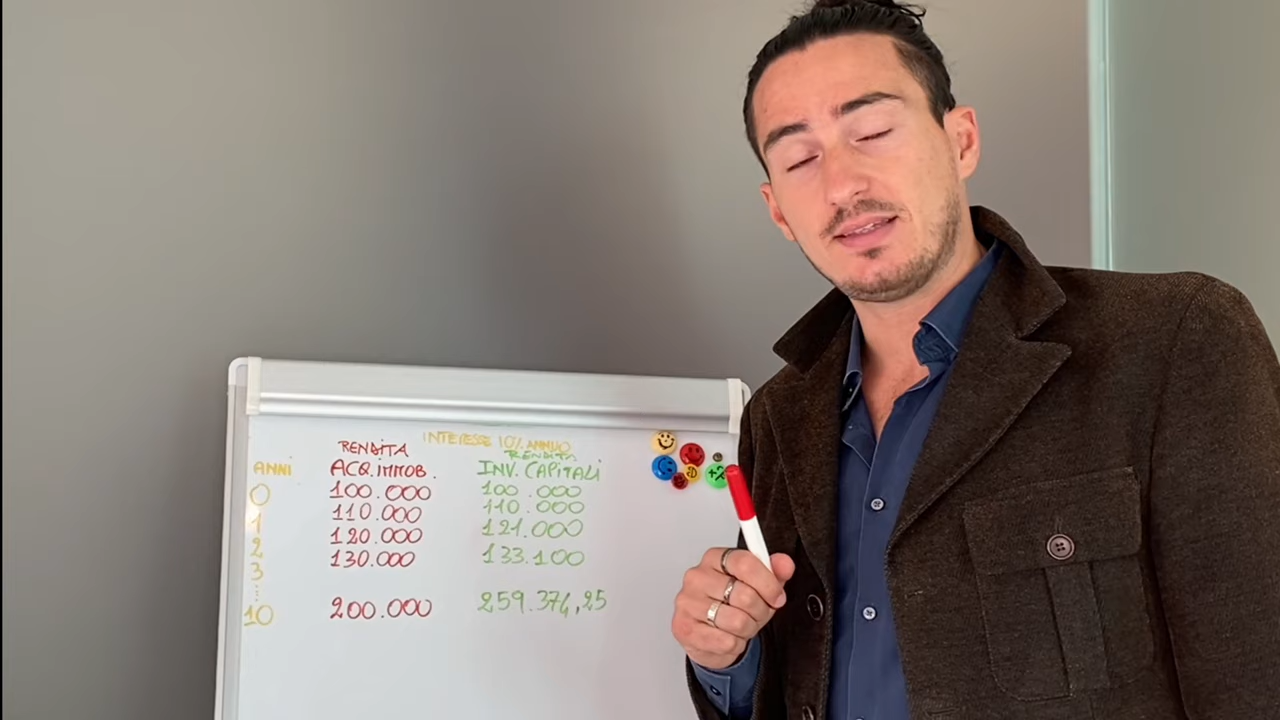 INTERESSE 10% ANNUO
RENDITA RENDITA
ANNI ACQ.IMMOB. INV. CAPITALI
0 100.000 100.000
1 110.000 110.000
2 120.000 121.000
3 130.000 133.100
⋮
10 200.000 259.374,25